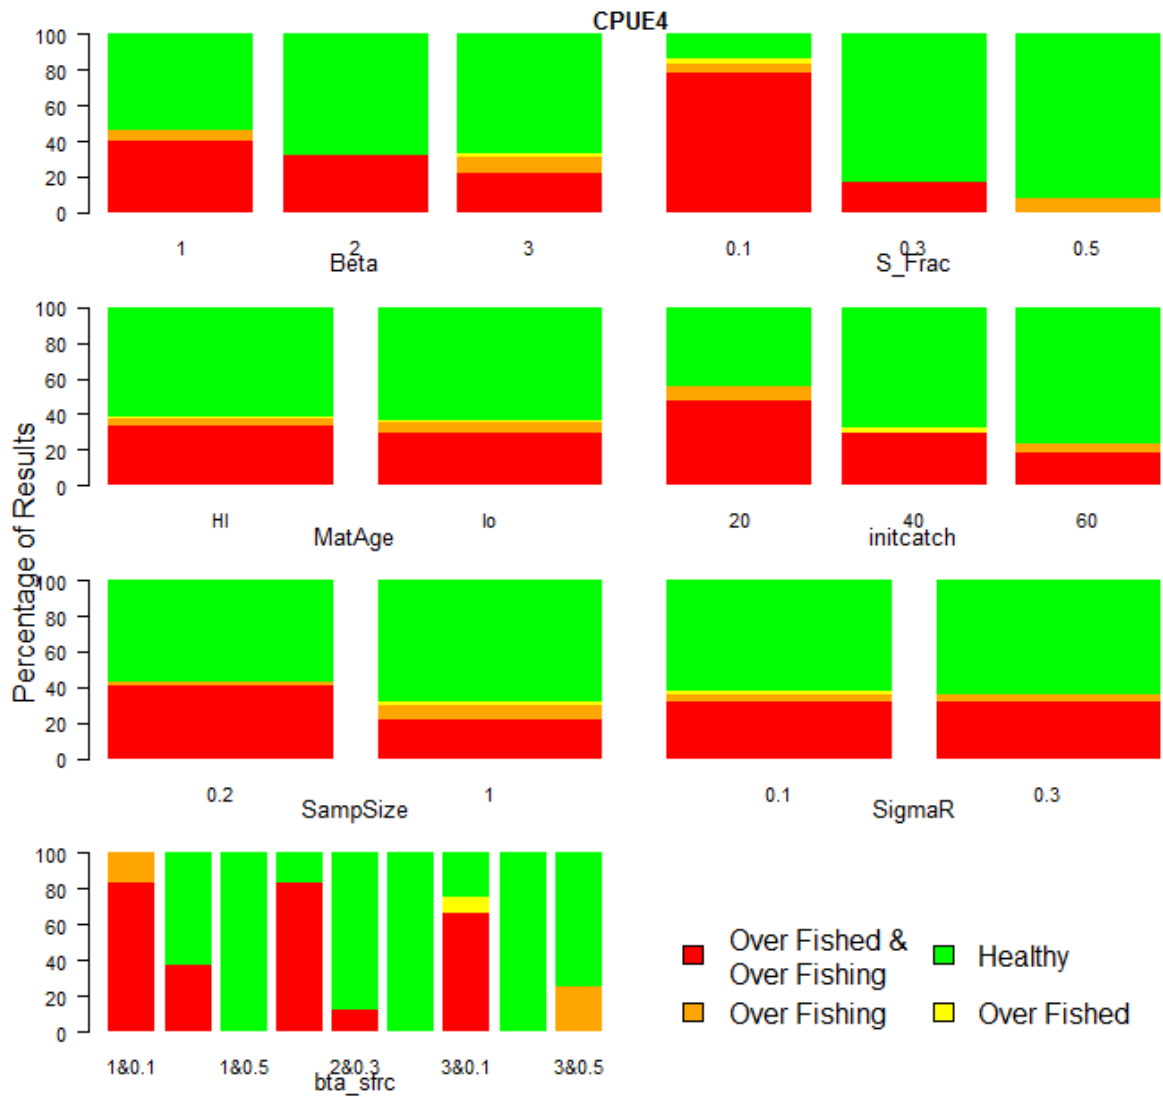 CPUE4
100
80
60
40
20
0
1 2 3
Beta
0.1 0.3 0.5
S_Frac
100
80
60
40
20
0
HI lo
MatAge
20 40 60
initcatch
Percentage of Results
100
80
60
40
20
0
0.2 1
SampSize
0.1 0.3
SigmaR
100
80
60
40
20
0
1&0.1 1&0.5 2&0.3 3&0.1 3&0.5
bta_sfrc
Over Fished &
Over Fishing
Healthy
Over Fishing
Over Fished